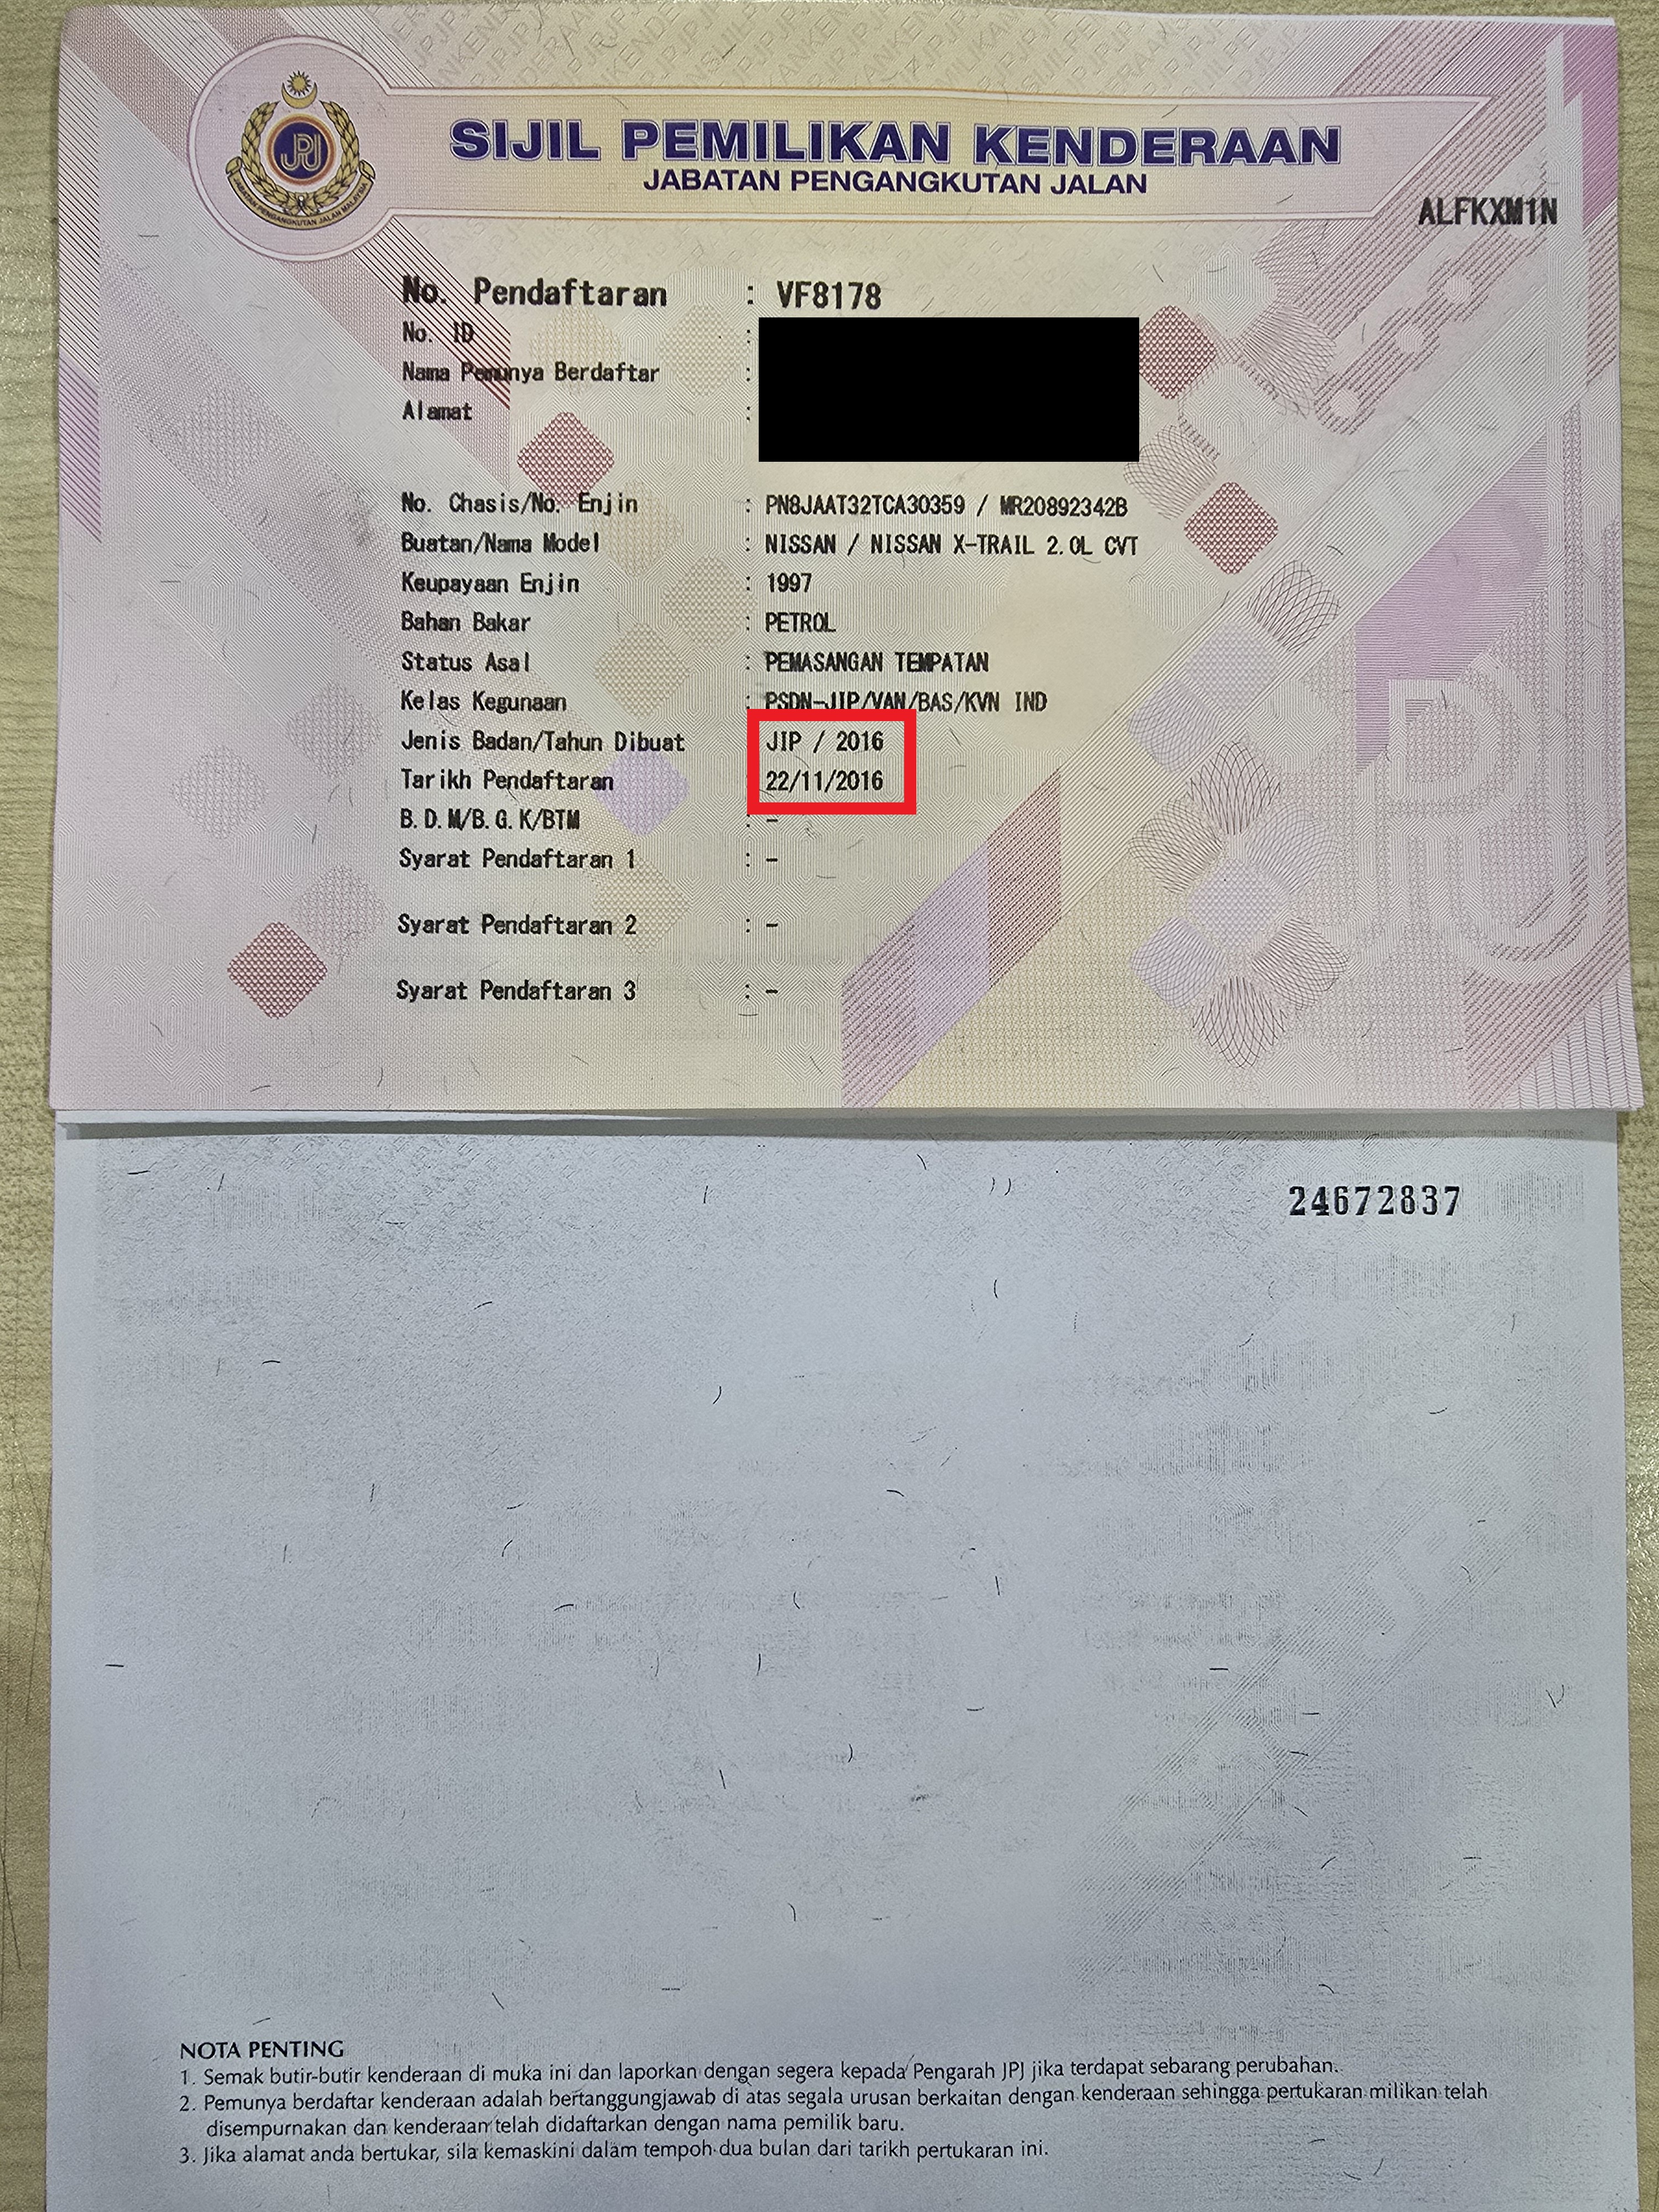 SIJIL PEMILIKAN KENDERAAN
JABATAN PENGANGKUTAN JALAN
JPJ
JABATAN PENGANGKUTAN JALAN MALAYSIA
ALFKXM1N
No. Pendaftaran : VF8178
No. ID :
Nama Pemunya Berdaftar :
Alamat :
No. Chasis/No. Enjin : PN8JAAT32TCA30359 / MR20892342B
Buatan/Nama Model : NISSAN / NISSAN X-TRAIL 2.0L CVT
Keupayaan Enjin : 1997
Bahan Bakar : PETROL
Status Asal : PEMASANGAN TEMPATAN
Kelas Kegunaan : PSDN-JIP/VAN/BAS/KVN IND
Jenis Badan/Tahun Dibuat JIP / 2016
Tarikh Pendaftaran 22/11/2016
B.D.M/B.G.K/BTM : -
Syarat Pendaftaran 1 : -
Syarat Pendaftaran 2 : -
Syarat Pendaftaran 3 : -
24672837
NOTA PENTING
1. Semak butir-butir kenderaan di muka ini dan laporkan dengan segera kepada Pengarah JPJ jika terdapat sebarang perubahan.
2. Pemunya berdaftar kenderaan adalah bertanggungjawab di atas segala urusan berkaitan dengan kenderaan sehingga pertukaran milikan telah
disempurnakan dan kenderaan telah didaftarkan dengan nama pemilik baru.
3. Jika alamat anda bertukar, sila kemaskini dalam tempoh dua bulan dari tarikh pertukaran ini.